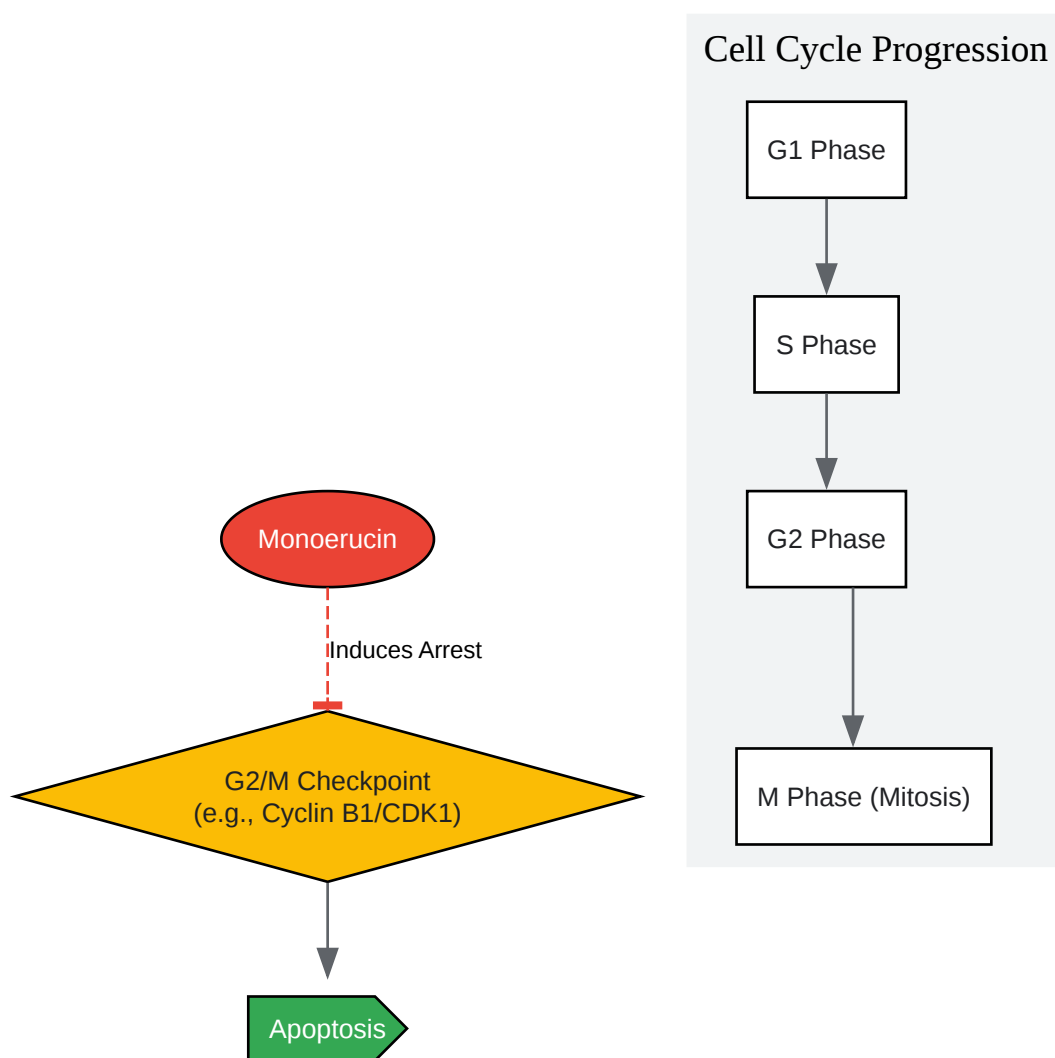 Cell Cycle Progression
G1 Phase
S Phase
Monoerucin
G2 Phase
Induces Arrest
G2/M Checkpoint
(e.g., Cyclin B1/CDK1)
M Phase (Mitosis)
Apoptosis